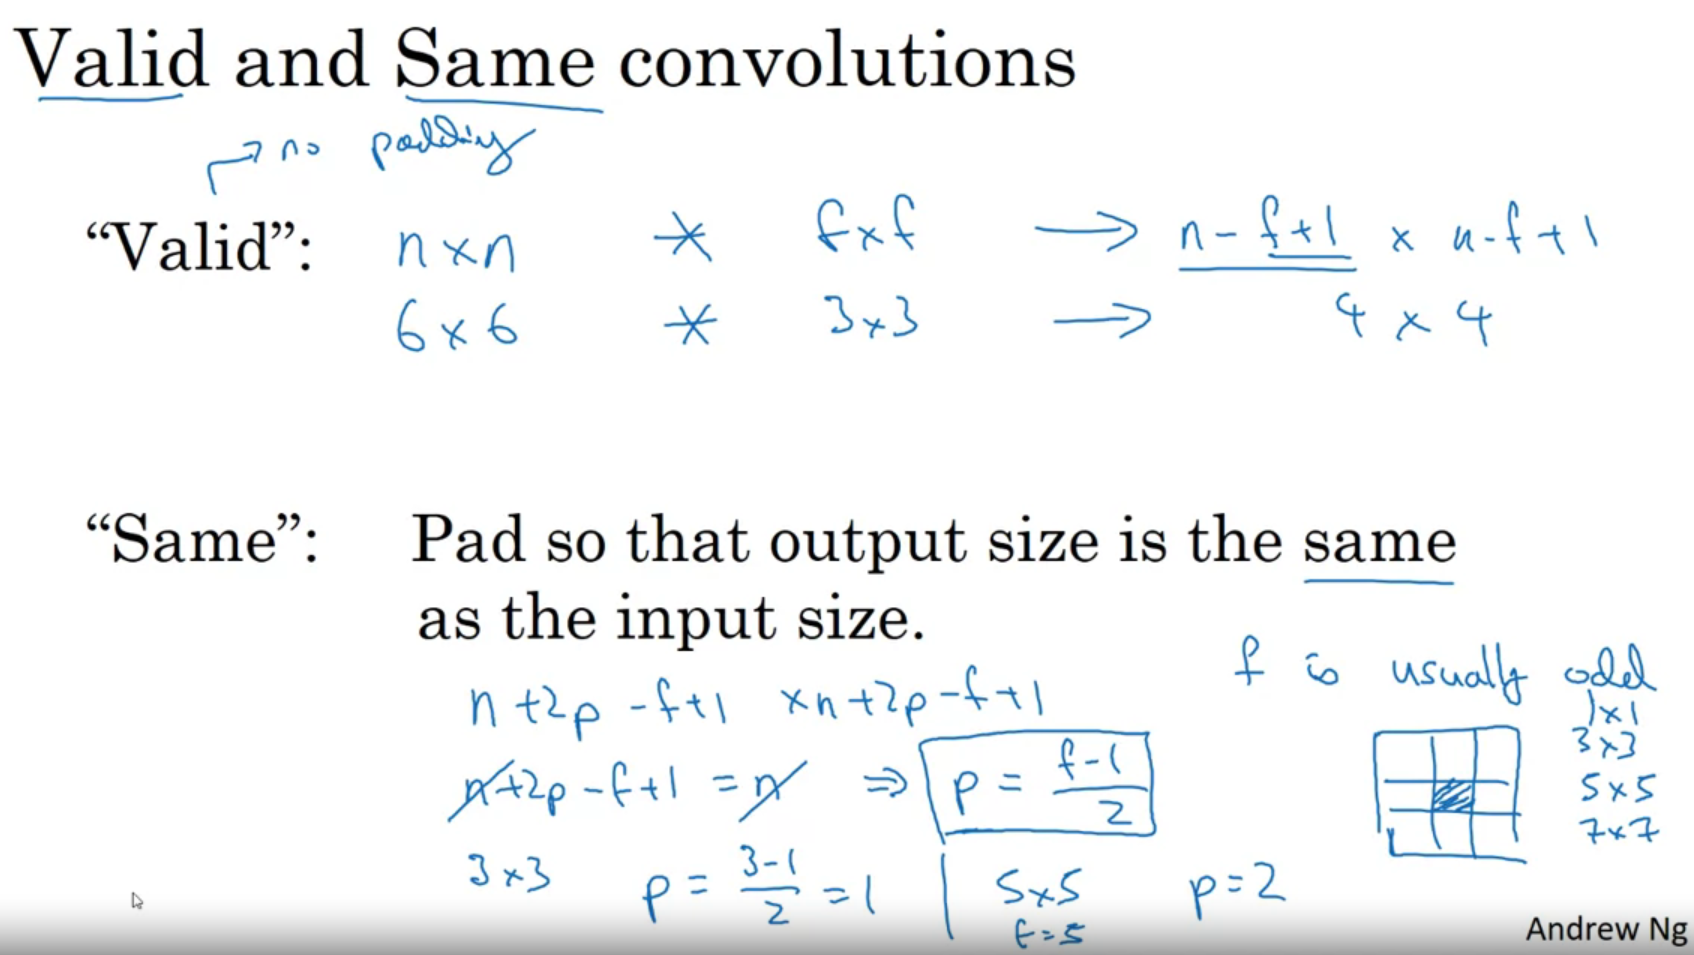 Valid and Same convolutions
→ no padding
“Valid”: n × n * f × f → n - f + 1 × n - f + 1
6 × 6 * 3 × 3 → 4 × 4
“Same”: Pad so that output size is the same
as the input size.
n + 2p - f + 1 × n + 2p - f + 1
n + 2p - f + 1 = n ⇒ p = (f - 1)/2
3 × 3 p = (3 - 1)/2 = 1 | 5 × 5 p = 2
f = 5
f is usually odd
1 × 1
3 × 3
5 × 5
7 × 7
Andrew Ng